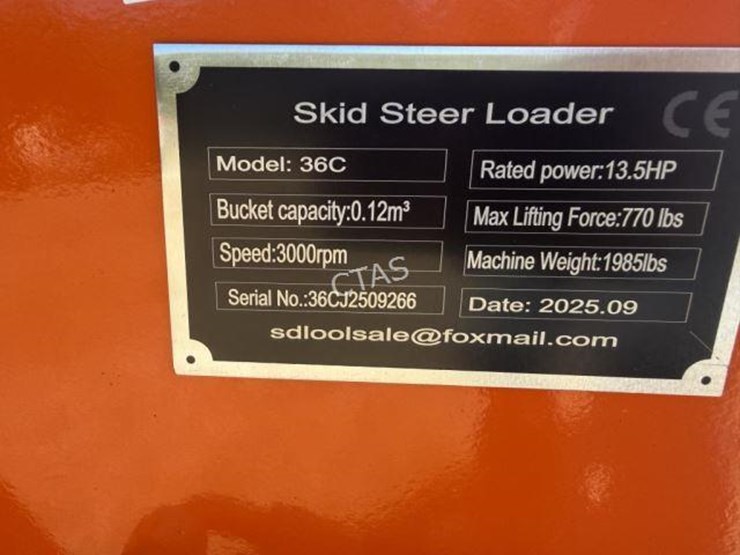 Skid Steer Loader
CE
Model: 36C
Rated power:13.5HP
Bucket capacity:0.12m³
Max Lifting Force:770 lbs
Speed:3000rpm
Machine Weight:1985lbs
CTAS
Serial No.:36CJ2509266
Date: 2025.09
sdloolsale@foxmail.com